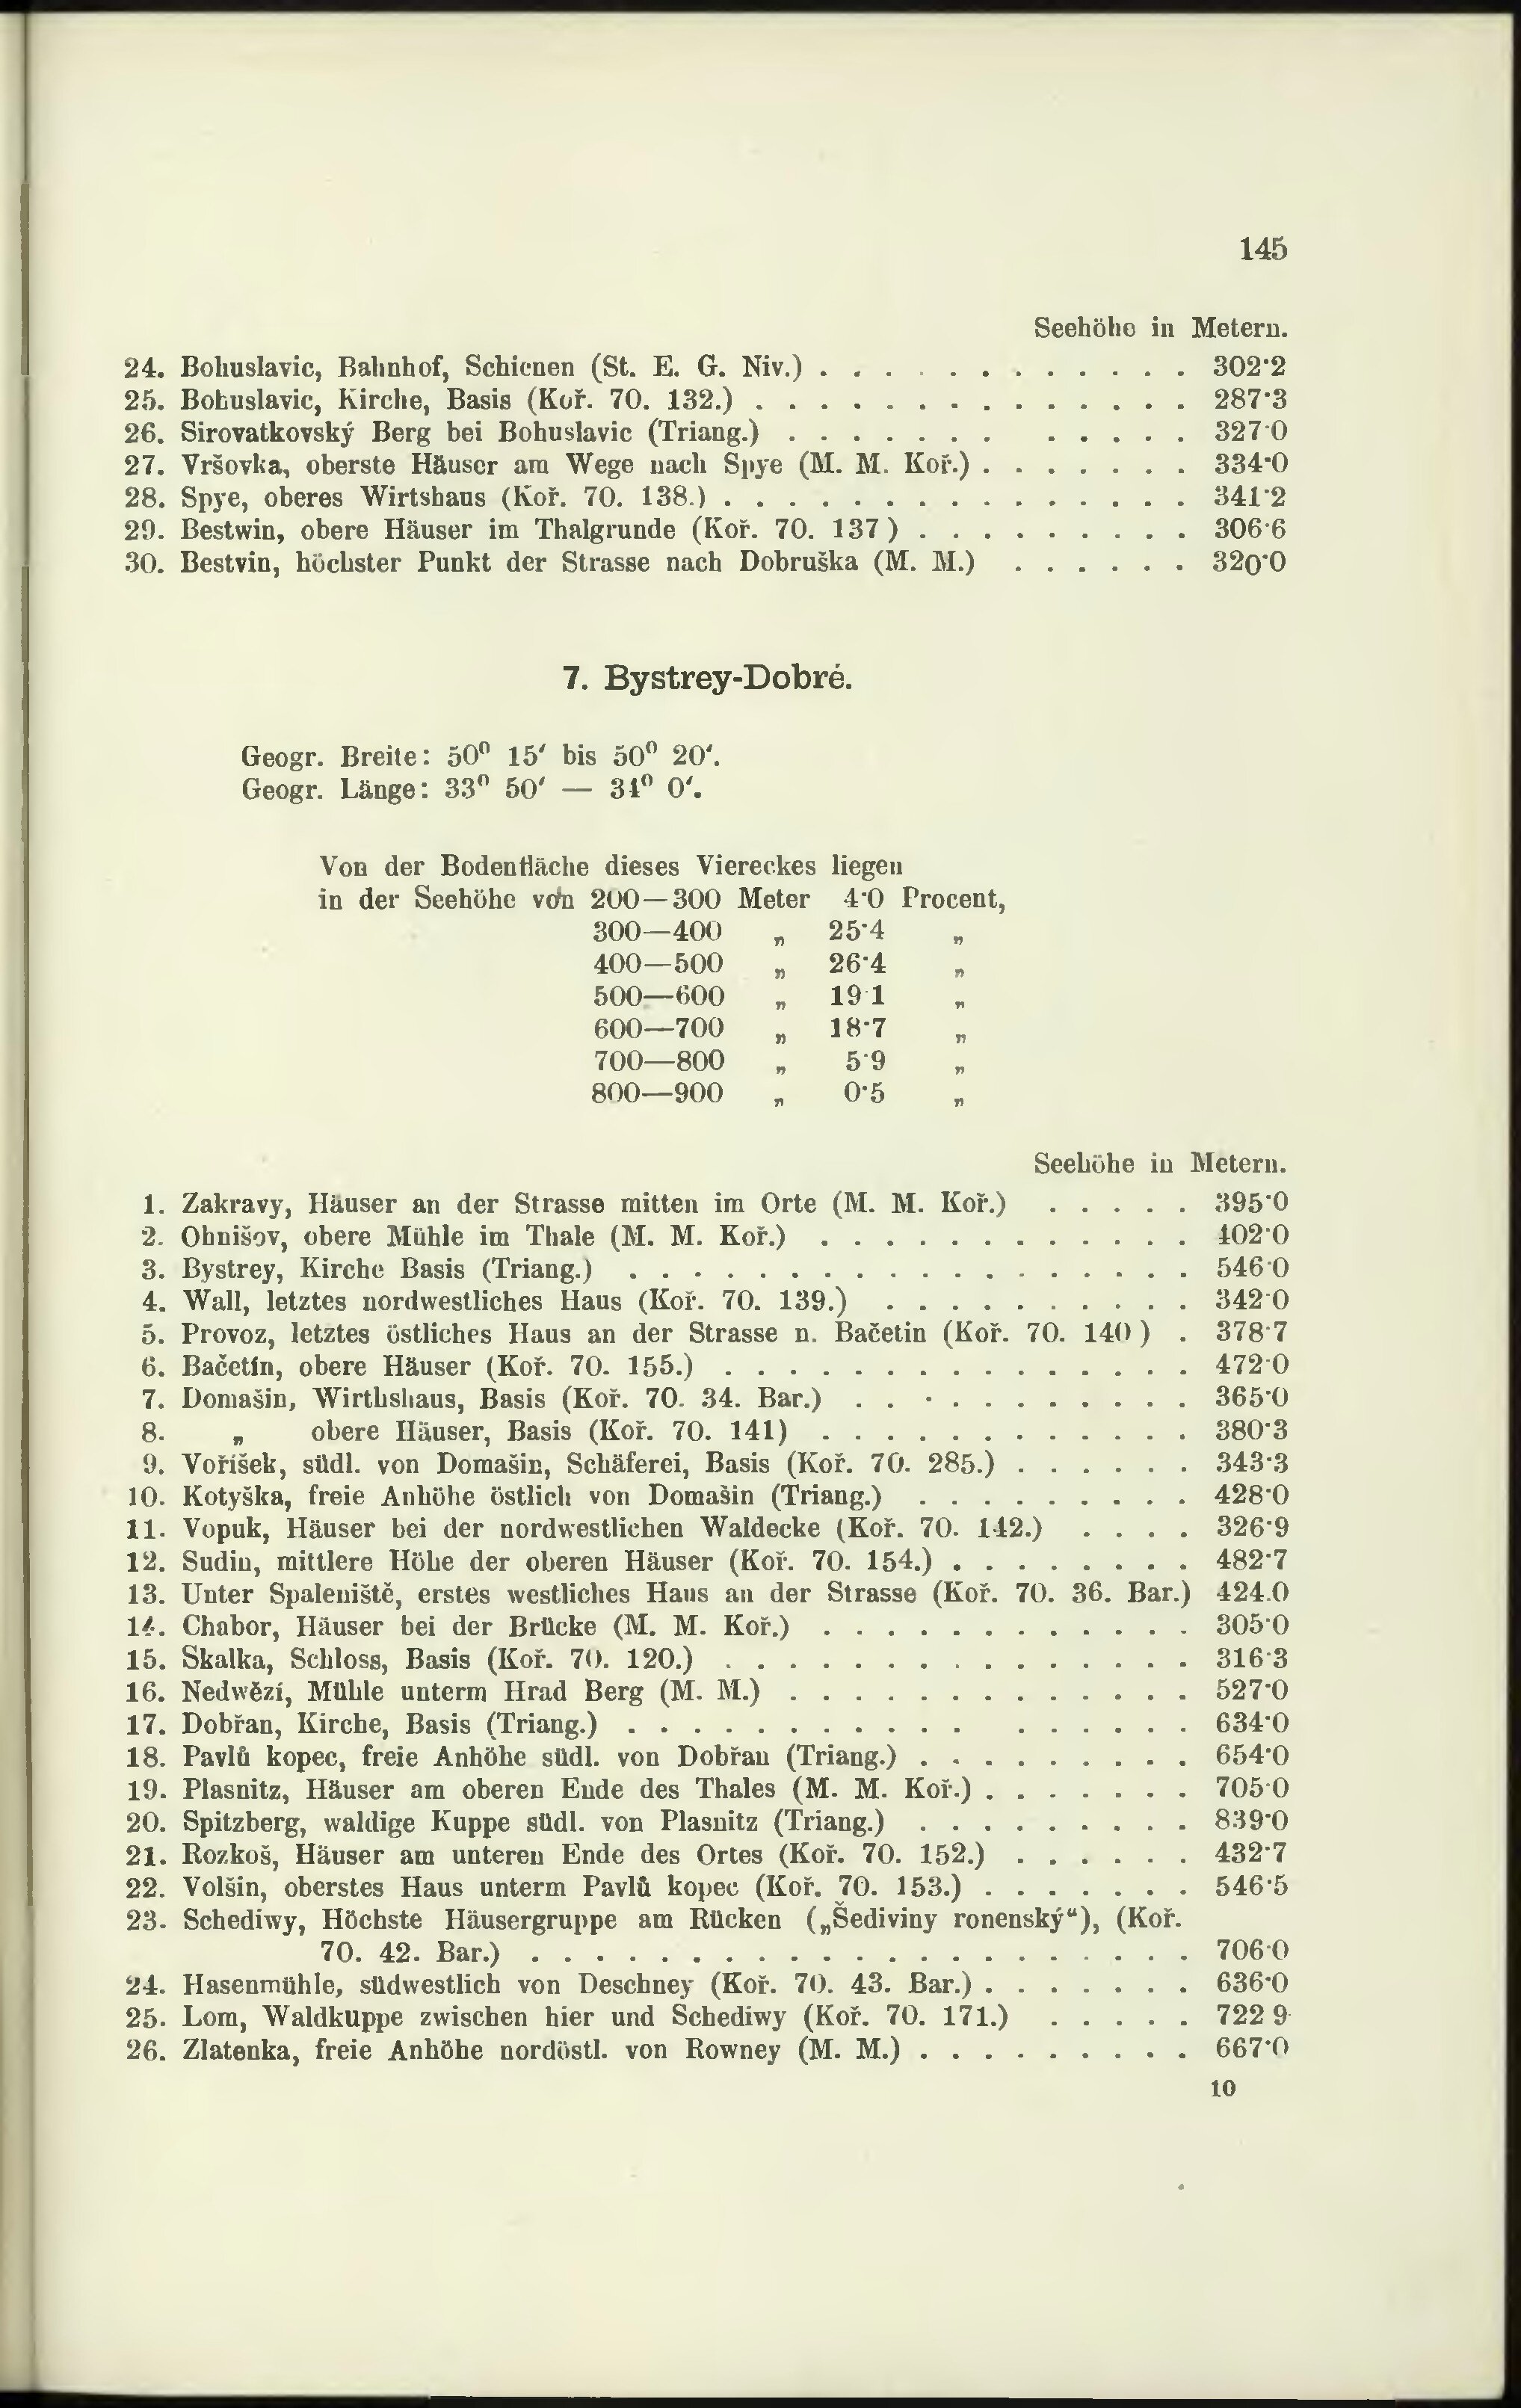 145
Seehöhe in Metern.
24. Bohuslavic, Bahnhof, Schienen (St. E. G. Niv.) . . . . . . . . . . . . 302·2
25. Bohuslavic, Kirche, Basis (Koř. 70. 132.) . . . . . . . . . . . . . . 287·3
26. Sirovatkovský Berg bei Bohuslavic (Triang.) . . . . . . . . . . . . 327·0
27. Vršovka, oberste Häuser am Wege nach Spye (M. M. Koř.) . . . . . . . 334·0
28. Spye, oberes Wirtshaus (Koř. 70. 138.) . . . . . . . . . . . . . . . 341·2
29. Bestwin, obere Häuser im Thalgrunde (Koř. 70. 137) . . . . . . . . . 306·6
30. Bestvin, höchster Punkt der Strasse nach Dobruška (M. M.) . . . . . . 320·0
7. Bystrey-Dobré.
Geogr. Breite: 50⁰ 15′ bis 50⁰ 20′.
Geogr. Länge: 33⁰ 50′ — 34⁰ 0′.
Von der Bodenfläche dieses Viereckes liegen
in der Seehöhe von 200—300 Meter 4·0 Procent,
300—400 „ 25·4 „
400—500 „ 26·4 „
500—600 „ 19·1 „
600—700 „ 18·7 „
700—800 „ 5·9 „
800—900 „ 0·5 „
Seehöhe in Metern.
1. Zakravy, Häuser an der Strasse mitten im Orte (M. M. Koř.) . . . . . 395·0
2. Ohnišov, obere Mühle im Thale (M. M. Koř.) . . . . . . . . . . . . 402·0
3. Bystrey, Kirche Basis (Triang.) . . . . . . . . . . . . . . . . . . 546·0
4. Wall, letztes nordwestliches Haus (Koř. 70. 139.) . . . . . . . . . . 342·0
5. Provoz, letztes östliches Haus an der Strasse n. Bačetin (Koř. 70. 140) . 378·7
6. Bačetín, obere Häuser (Koř. 70. 155.) . . . . . . . . . . . . . . . 472·0
7. Domašin, Wirthshaus, Basis (Koř. 70. 34. Bar.) . . . . . . . . . . . 365·0
8. „ obere Häuser, Basis (Koř. 70. 141) . . . . . . . . . . . . 380·3
9. Voříšek, südl. von Domašin, Schäferei, Basis (Koř. 70. 285.) . . . . . . 343·3
10. Kotyška, freie Anhöhe östlich von Domašin (Triang.) . . . . . . . . . 428·0
11. Vopuk, Häuser bei der nordwestlichen Waldecke (Koř. 70. 142.) . . . . 326·9
12. Sudin, mittlere Höhe der oberen Häuser (Koř. 70. 154.) . . . . . . . . 482·7
13. Unter Spaleniště, erstes westliches Haus an der Strasse (Koř. 70. 36. Bar.) 424.0
14. Chabor, Häuser bei der Brücke (M. M. Koř.) . . . . . . . . . . . . 305·0
15. Skalka, Schloss, Basis (Koř. 70. 120.) . . . . . . . . . . . . . . . 316·3
16. Nedwězí, Mühle unterm Hrad Berg (M. M.) . . . . . . . . . . . . . 527·0
17. Dobřan, Kirche, Basis (Triang.) . . . . . . . . . . . . . . . . . 634·0
18. Pavlů kopec, freie Anhöhe südl. von Dobřan (Triang.) . . . . . . . . . 654·0
19. Plasnitz, Häuser am oberen Ende des Thales (M. M. Koř.) . . . . . . . 705·0
20. Spitzberg, waldige Kuppe südl. von Plasnitz (Triang.) . . . . . . . . . 839·0
21. Rozkoš, Häuser am unteren Ende des Ortes (Koř. 70. 152.) . . . . . . 432·7
22. Volšin, oberstes Haus unterm Pavlů kopec (Koř. 70. 153.) . . . . . . . 546·5
23. Schediwy, Höchste Häusergruppe am Rücken („Šediviny ronenský“), (Koř.
70. 42. Bar.) . . . . . . . . . . . . . . . . . . . . . 706·0
24. Hasenmühle, südwestlich von Deschney (Koř. 70. 43. Bar.) . . . . . . . 636·0
25. Lom, Waldkuppe zwischen hier und Schediwy (Koř. 70. 171.) . . . . . 722 9
26. Zlatenka, freie Anhöhe nordöstl. von Rowney (M. M.) . . . . . . . . . 667·0
10